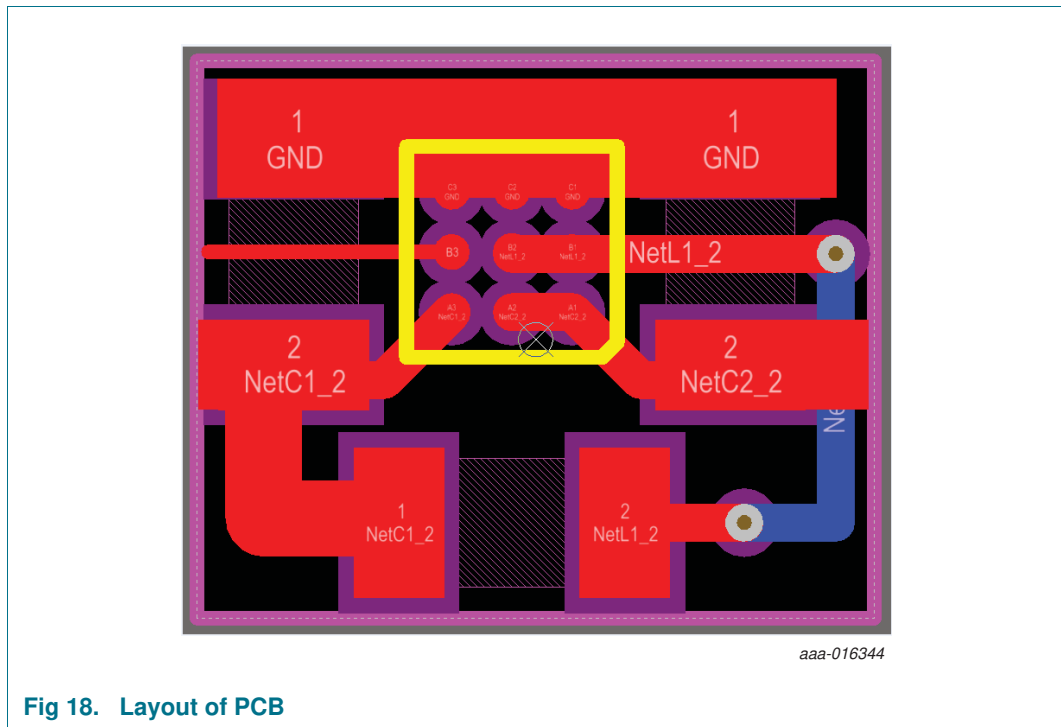 1
GND
1
GND
C3
GND
C2
GND
C1
GND
B3
B2
NetL1_2
B1
NetL1_2
NetL1_2
A3
NetC1_2
A2
NetC2_2
A1
NetC2_2
2
NetC1_2
2
NetC2_2
Ne
1
NetC1_2
2
NetL1_2
aaa-016344
Fig 18. Layout of PCB